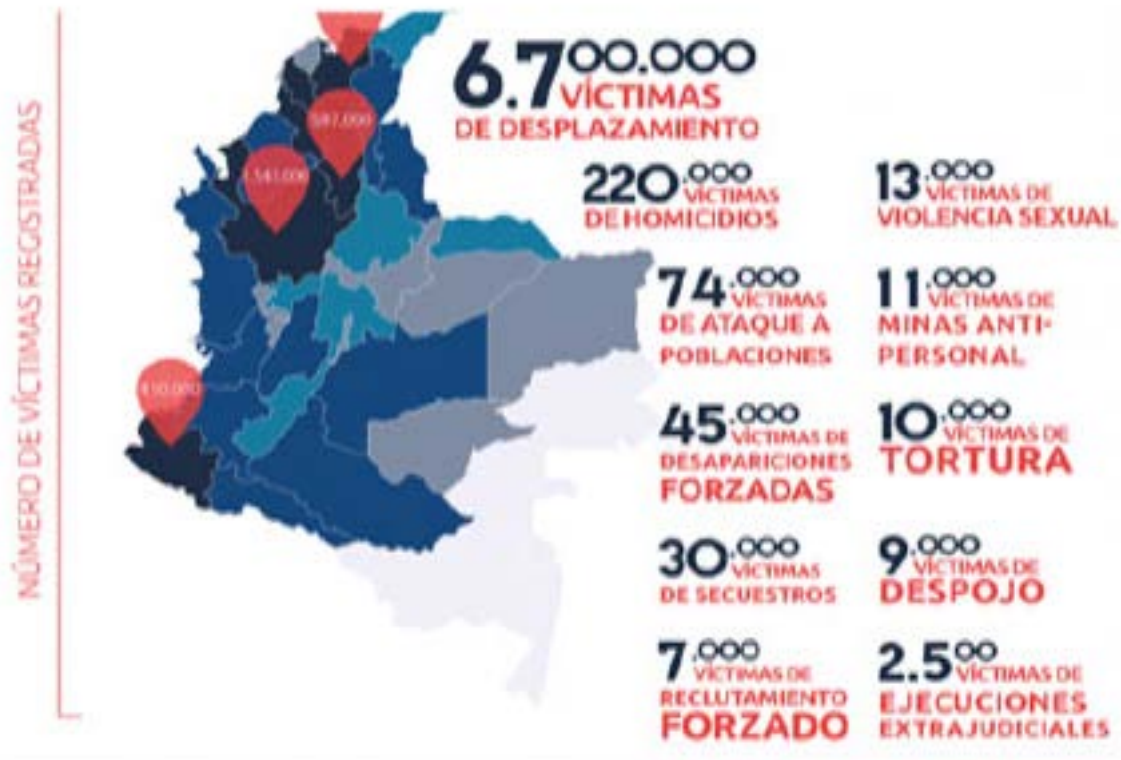 NÚMERO DE VÍCTIMAS REGISTRADAS
6.700.000
VÍCTIMAS
DE DESPLAZAMIENTO
220.000
VÍCTIMAS
DE HOMICIDIOS
13.000
VÍCTIMAS DE
VIOLENCIA SEXUAL
74.000
VÍCTIMAS
DE ATAQUE A
POBLACIONES
11.000
VÍCTIMAS DE
MINAS ANTI-
PERSONAL
45.000
VÍCTIMAS DE
DESAPARICIONES
FORZADAS
10.000
VÍCTIMAS DE
TORTURA
30.000
VÍCTIMAS
DE SECUESTROS
9.000
VÍCTIMAS DE
DESPOJO
7.000
VÍCTIMAS DE
RECLUTAMIENTO
FORZADO
2.500
VÍCTIMAS DE
EJECUCIONES
EXTRAJUDICIALES